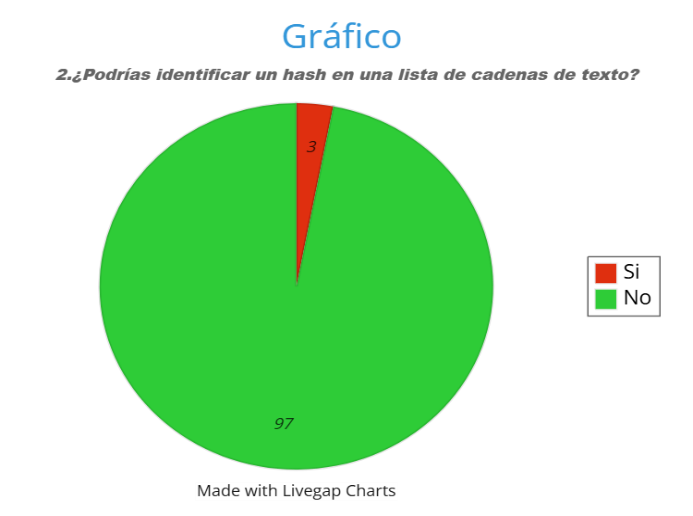 Gráfico
2.¿Podrías identificar un hash en una lista de cadenas de texto?
3
Si
No
97
Made with Livegap Charts